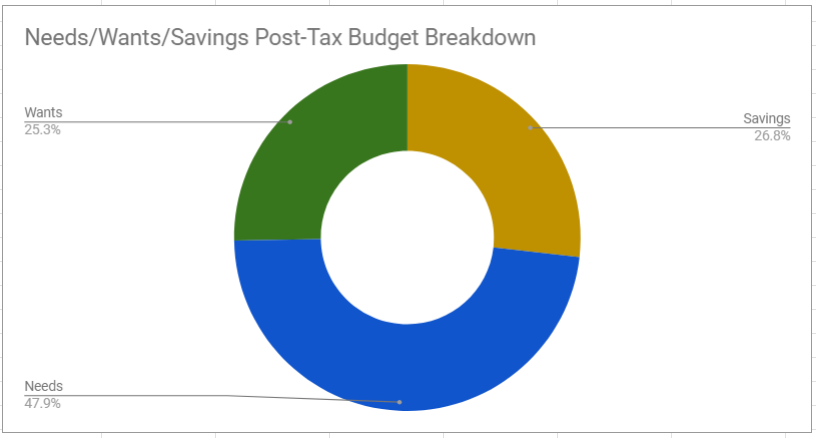 Needs/Wants/Savings Post-Tax Budget Breakdown
Wants
25.3%
Savings
26.8%
Needs
47.9%